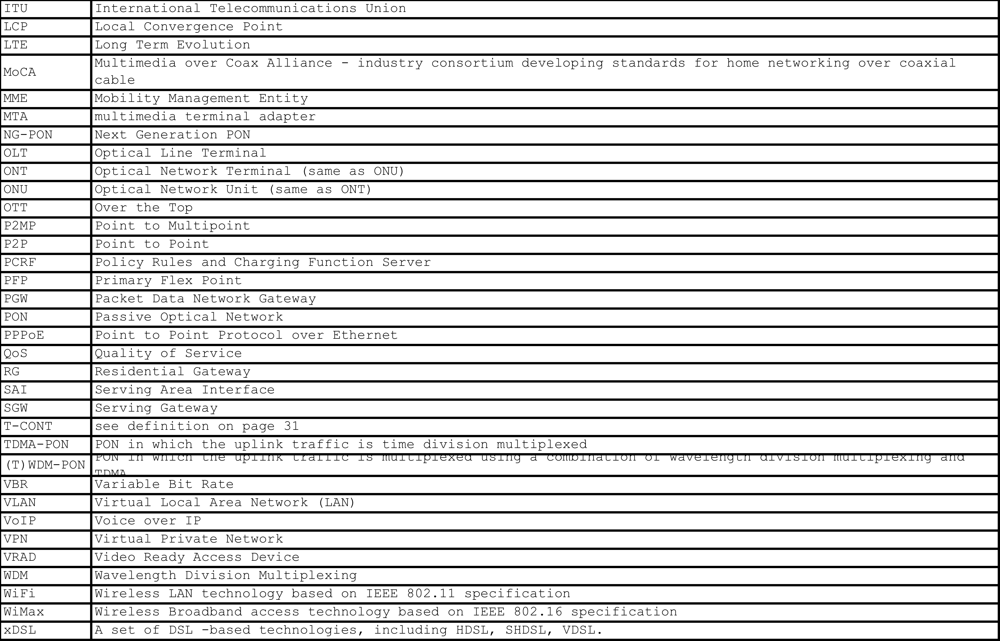 ITU International Telecommunications Union
LCP Local Convergence Point
LTE Long Term Evolution
MoCA Multimedia over Coax Alliance - industry consortium developing standards for home networking over coaxial
cable
MME Mobility Management Entity
MTA multimedia terminal adapter
NG-PON Next Generation PON
OLT Optical Line Terminal
ONT Optical Network Terminal (same as ONU)
ONU Optical Network Unit (same as ONT)
OTT Over the Top
P2MP Point to Multipoint
P2P Point to Point
PCRF Policy Rules and Charging Function Server
PFP Primary Flex Point
PGW Packet Data Network Gateway
PON Passive Optical Network
PPPoE Point to Point Protocol over Ethernet
QoS Quality of Service
RG Residential Gateway
SAI Serving Area Interface
SGW Serving Gateway
T-CONT see definition on page 31
TDMA-PON PON in which the uplink traffic is time division multiplexed
(T)WDM-PON PON in which the uplink traffic is multiplexed using a combination of wavelength division multiplexing and
TDMA
VBR Variable Bit Rate
VLAN Virtual Local Area Network (LAN)
VoIP Voice over IP
VPN Virtual Private Network
VRAD Video Ready Access Device
WDM Wavelength Division Multiplexing
WiFi Wireless LAN technology based on IEEE 802.11 specification
WiMax Wireless Broadband access technology based on IEEE 802.16 specification
xDSL A set of DSL -based technologies, including HDSL, SHDSL, VDSL.